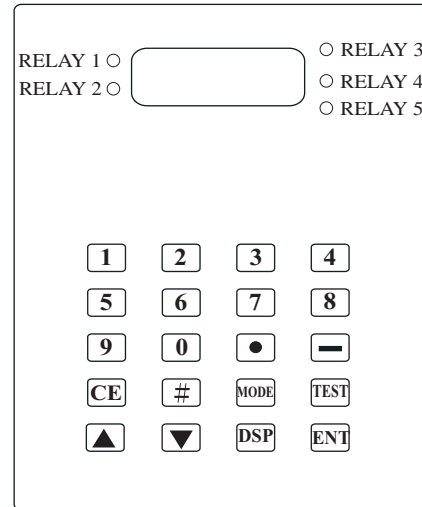 RELAY 1
RELAY 2
RELAY 3
RELAY 4
RELAY 5
1 2 3 4
5 6 7 8
9 0 • –
CE # MODE TEST
▲ ▼ DSP ENT